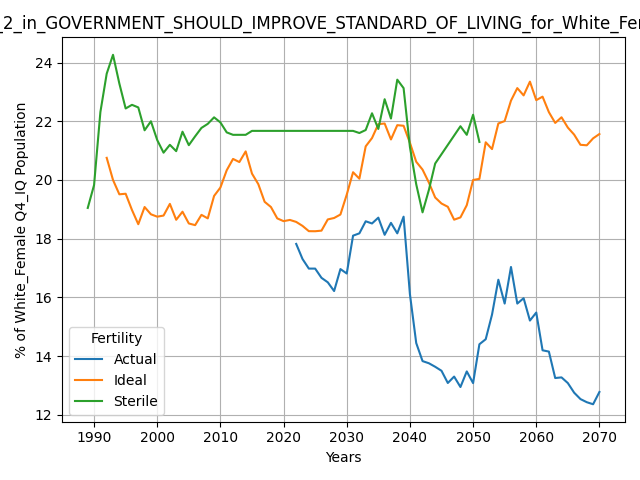 _2_in_GOVERNMENT_SHOULD_IMPROVE_STANDARD_OF_LIVING_for_White_Fem
% of White_Female Q4_IQ Population
24
22
20
18
16
14
12
Fertility
Actual
Ideal
Sterile
1990 2000 2010 2020 2030 2040 2050 2060 2070
Years